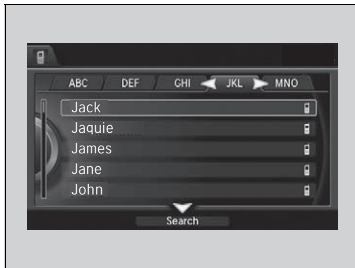 ABC DEF GHI JKL MNO
Jack
Jaquie
James
Jane
John
Search